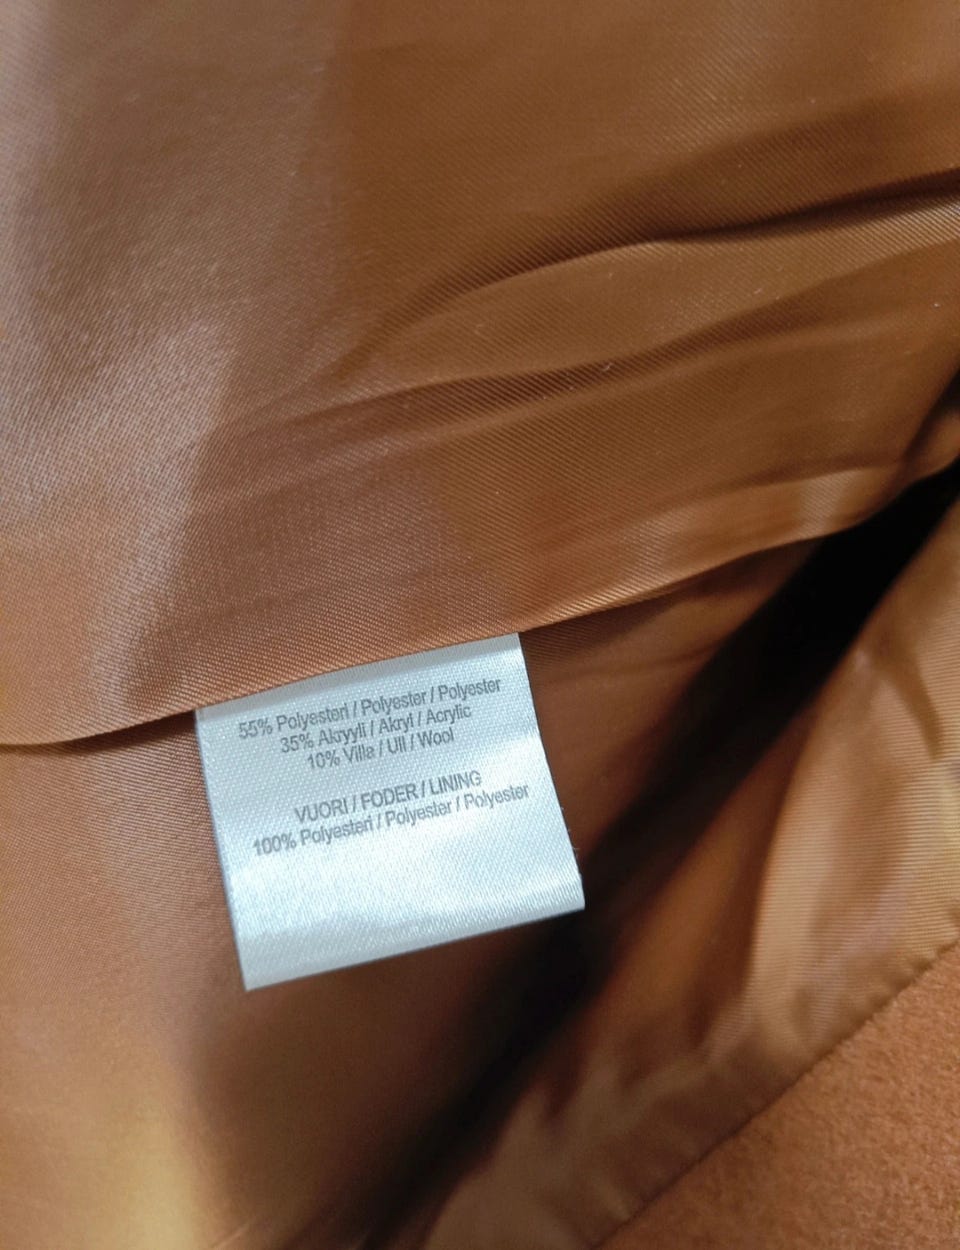 55% Polyesteri / Polyester / Polyester
35% Akryyli / Akryl / Acrylic
10% Villa / Ull / Wool
VUORI / FODER / LINING
100% Polyesteri / Polyester / Polyester